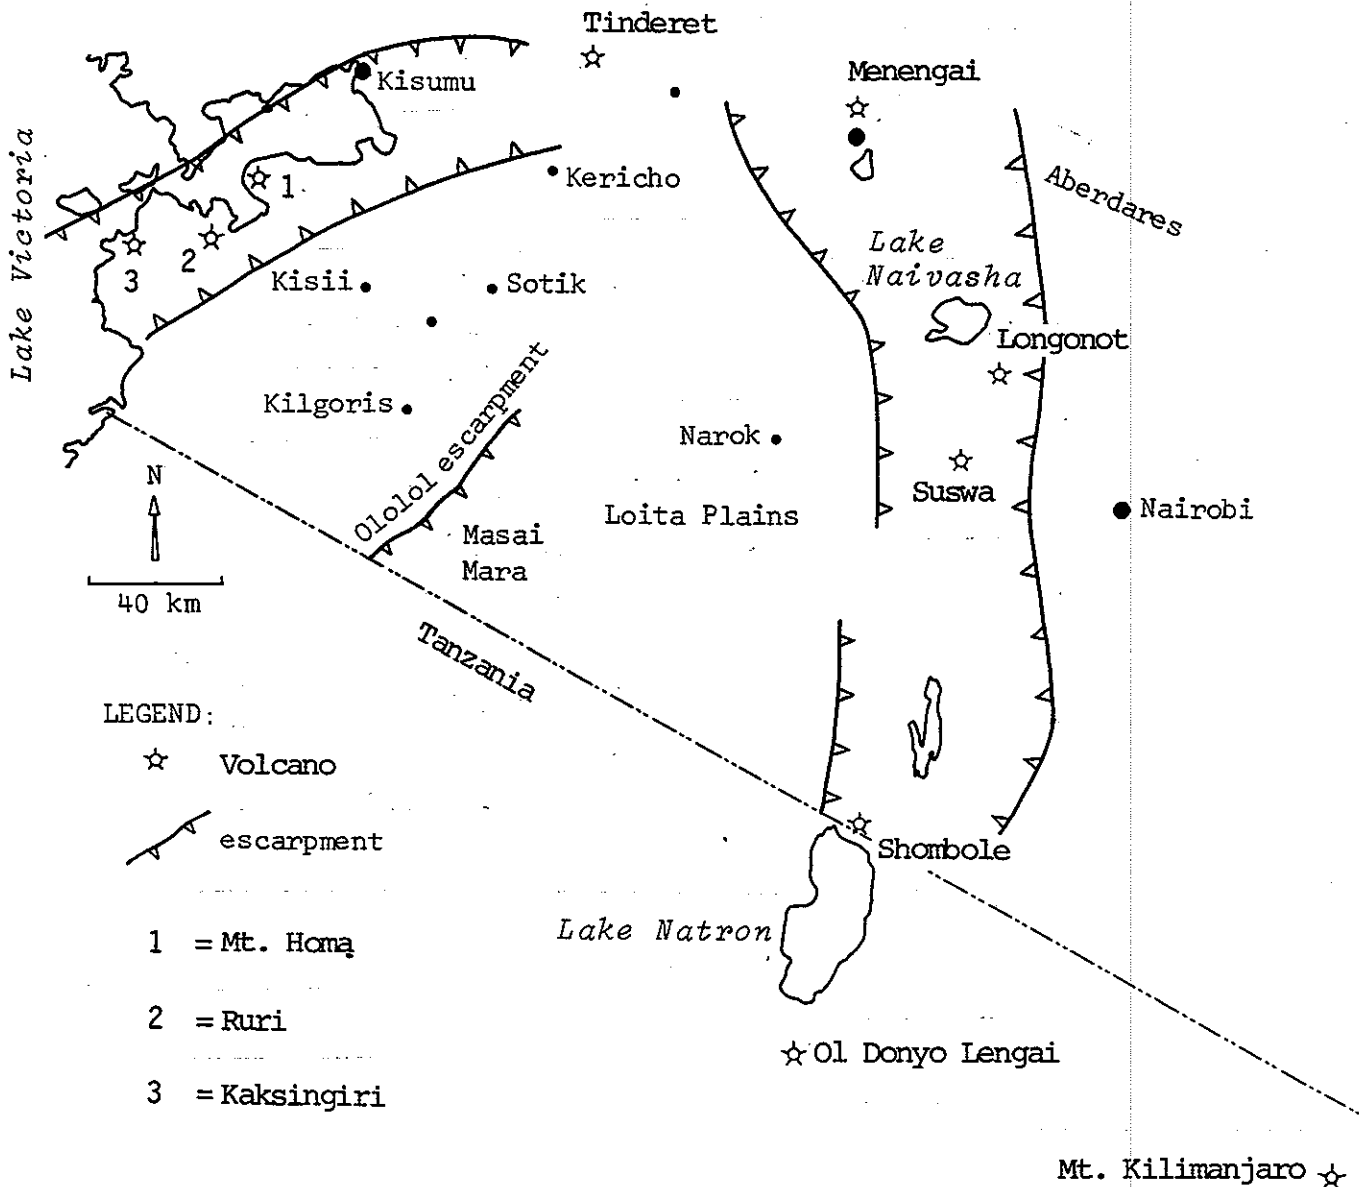 Tinderet
Menengai
Kisumu
Lake Victoria
1
Kericho
Aberdares
2
3
Lake
Naivasha
Kisii
Sotik
Longonot
Kilgoris
Ololol escarpment
Narok
N
Suswa
Loita Plains
Nairobi
Masai
Mara
40 km
Tanzania
LEGEND:
Volcano
escarpment
Shombole
1 = Mt. Homa
Lake Natron
2 = Ruri
Ol Donyo Lengai
3 = Kaksingiri
Mt. Kilimanjaro